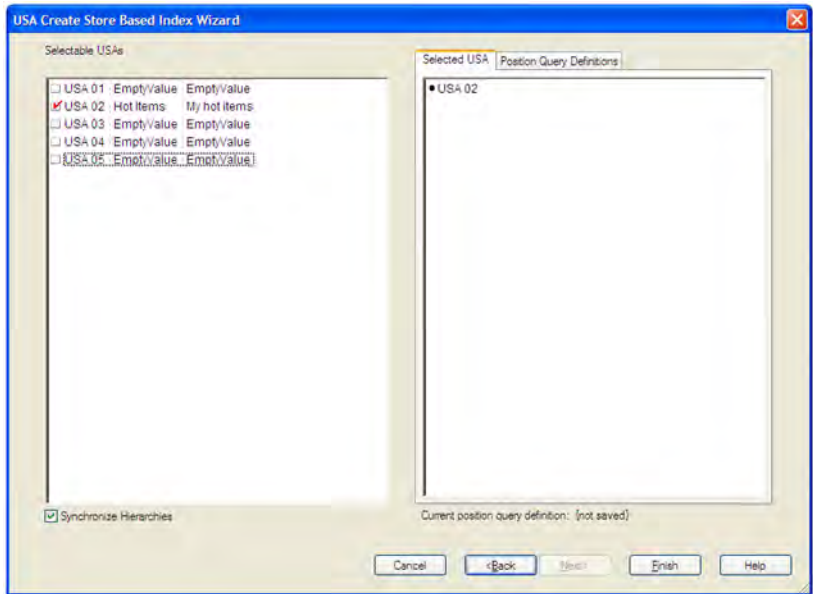 USA Create Store Based Index Wizard
Selectable USAs
USA 01 EmptyValue EmptyValue
USA 02 Hot Items My hot items
USA 03 EmptyValue EmptyValue
USA 04 EmptyValue EmptyValue
USA 05 EmptyValue EmptyValue
Synchronize Hierarchies
Selected USA Position Query Definitions
USA 02
Current position query definition: (not saved)
Cancel <Back Next> Finish Help